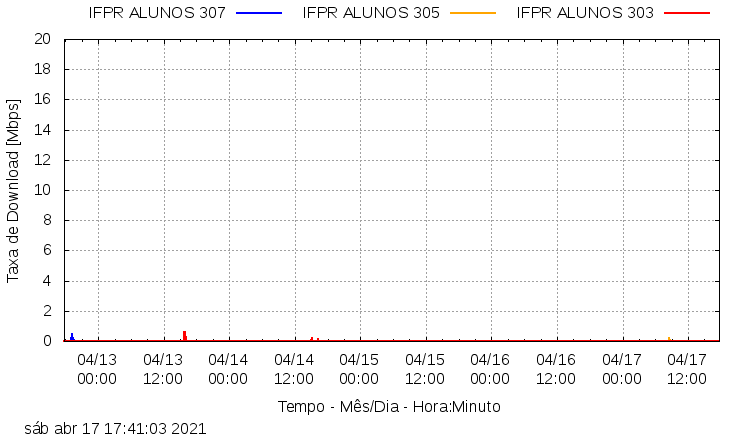 IFPR ALUNOS 307 IFPR ALUNOS 305 IFPR ALUNOS 303
Taxa de Download [Mbps]
20
18
16
14
12
10
8
6
4
2
0
04/13 04/13 04/14 04/14 04/15 04/15 04/16 04/16 04/17 04/17
00:00 12:00 00:00 12:00 00:00 12:00 00:00 12:00 00:00 12:00
Tempo - Mês/Dia - Hora:Minuto
sáb abr 17 17:41:03 2021